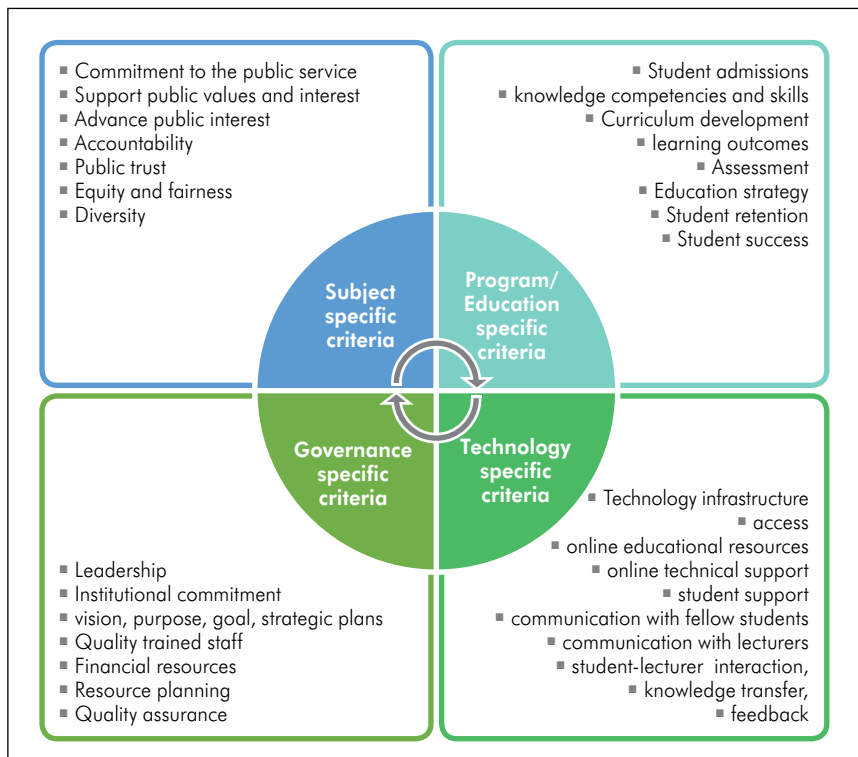 ▪ Commitment to the public service
▪ Support public values and interest
▪ Advance public interest
▪ Accountability
▪ Public trust
▪ Equity and fairness
▪ Diversity
▪ Student admissions
▪ knowledge competencies and skills
▪ Curriculum development
▪ learning outcomes
▪ Assessment
▪ Education strategy
▪ Student retention
▪ Student success
Subject
specific
criteria
Program/
Education
specific
criteria
Governance
specific
criteria
Technology
specific
criteria
▪ Leadership
▪ Institutional commitment
▪ vision, purpose, goal, strategic plans
▪ Quality trained staff
▪ Financial resources
▪ Resource planning
▪ Quality assurance
▪ Technology infrastructure
▪ access
▪ online educational resources
▪ online technical support
▪ student support
▪ communication with fellow students
▪ communication with lecturers
▪ student-lecturer interaction,
▪ knowledge transfer,
▪ feedback